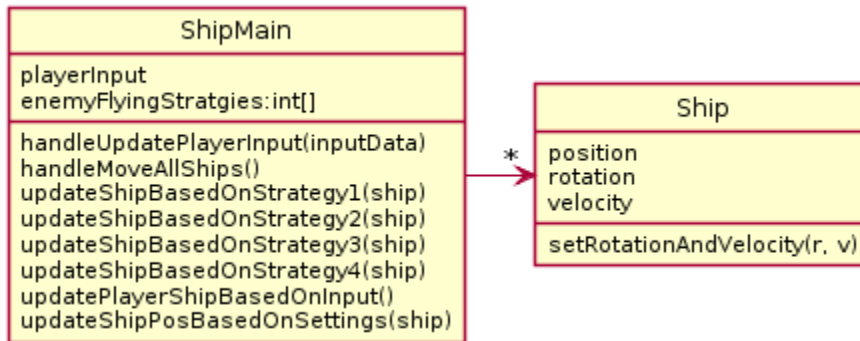 ShipMain
playerInput
enemyFlyingStratgies:int[]
handleUpdatePlayerInput(inputData)
handleMoveAllShips()
updateShipBasedOnStrategy1(ship)
updateShipBasedOnStrategy2(ship)
updateShipBasedOnStrategy3(ship)
updateShipBasedOnStrategy4(ship)
updatePlayerShipBasedOnInput()
updateShipPosBasedOnSettings(ship)
*
Ship
position
rotation
velocity
setRotationAndVelocity(r, v)